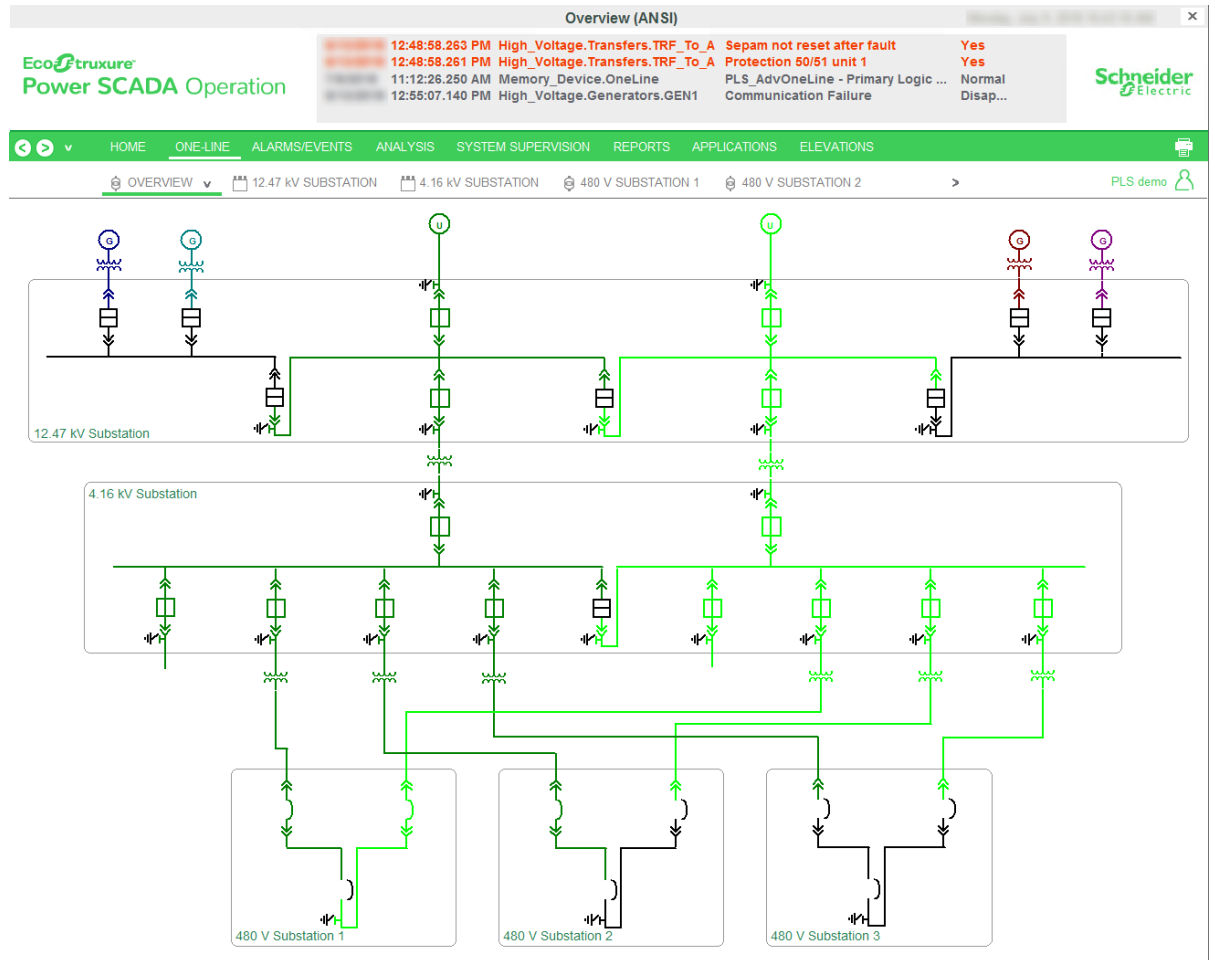 Overview (ANSI)
EcoStruxure
Power SCADA Operation
12:48:58.263 PM High_Voltage.Transfers.TRF_To_A Sepam not reset after fault Yes
12:48:58.261 PM High_Voltage.Transfers.TRF_To_A Protection 50/51 unit 1 Yes
11:12:26.250 AM Memory_Device.OneLine PLS_AdvOneLine - Primary Logic ... Normal
12:55:07.140 PM High_Voltage.Generators.GEN1 Communication Failure Disap...
Schneider
Electric
HOME ONE-LINE ALARMS/EVENTS ANALYSIS SYSTEM SUPERVISION REPORTS APPLICATIONS ELEVATIONS
OVERVIEW 12.47 kV SUBSTATION 4.16 kV SUBSTATION 480 V SUBSTATION 1 480 V SUBSTATION 2 > PLS demo
U U
G G G G
12.47 kV Substation
4.16 kV Substation
480 V Substation 1 480 V Substation 2 480 V Substation 3